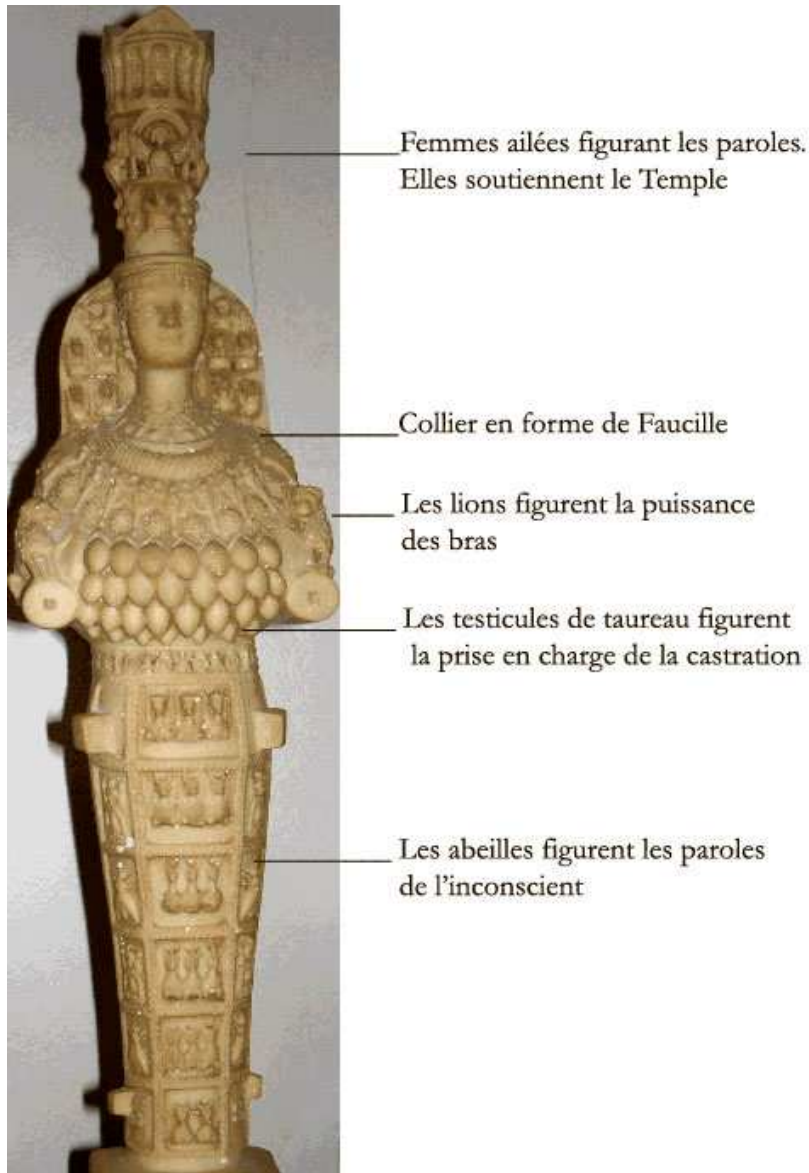 Femmes ailées figurant les paroles.
Elles soutiennent le Temple
Collier en forme de Faucille
Les lions figurent la puissance
des bras
Les testicules de taureau figurent
la prise en charge de la castration
Les abeilles figurent les paroles
de l'inconscient